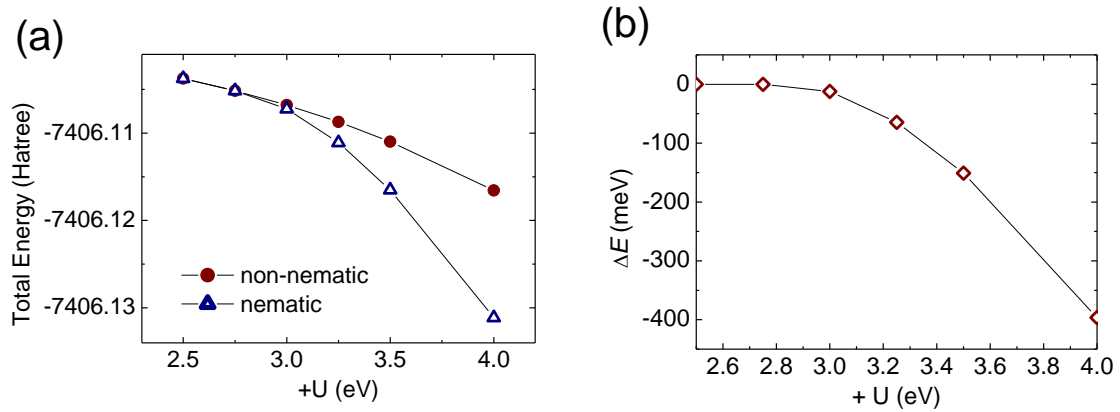 (a)
Total Energy (Hatree)
-7406.11
-7406.12
-7406.13
non-nematic
nematic
2.5 3.0 3.5 4.0
+U (eV)
(b)
ΔE (meV)
0
-100
-200
-300
-400
2.6 2.8 3.0 3.2 3.4 3.6 3.8 4.0
+ U (eV)